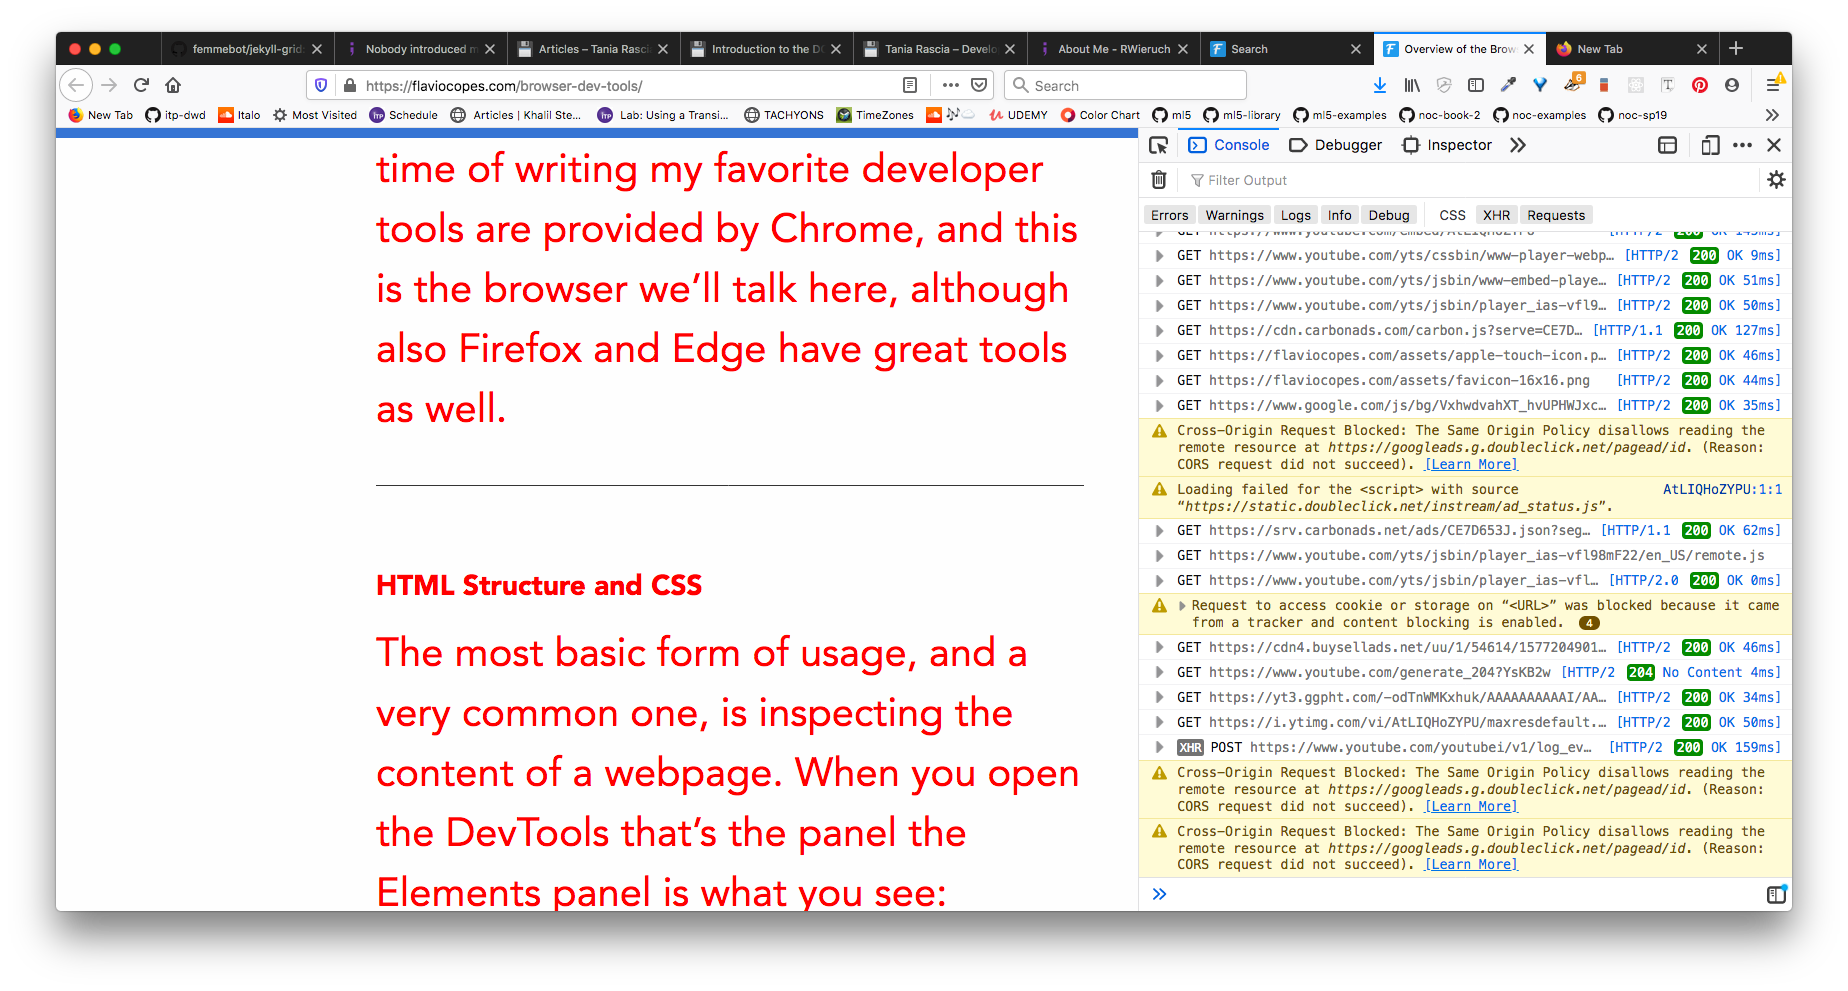 femmebot/jekyll-grid
Nobody introduced m
Articles – Tania Rasci
Introduction to the D
Tania Rascia – Develo
About Me - RWieruch
Search
Overview of the Brow
New Tab
https://flaviocopes.com/browser-dev-tools/
Search
6
New Tab
itp-dwd
Italo
Most Visited
Schedule
Articles | Khalil Ste...
Lab: Using a Transi...
TACHYONS
TimeZones
UDEMY
Color Chart
ml5
ml5-library
ml5-examples
noc-book-2
noc-examples
noc-sp19
time of writing my favorite developer
tools are provided by Chrome, and this
is the browser we’ll talk here, although
also Firefox and Edge have great tools
as well.
HTML Structure and CSS
The most basic form of usage, and a
very common one, is inspecting the
content of a webpage. When you open
the DevTools that’s the panel the
Elements panel is what you see:
Console
Debugger
Inspector
Filter Output
Errors
Warnings
Logs
Info
Debug
CSS
XHR
Requests
GET https://www.youtube.com/yts/cssbin/www-player-webp… [HTTP/2 200 OK 9ms]
GET https://www.youtube.com/yts/jsbin/www-embed-playe… [HTTP/2 200 OK 51ms]
GET https://www.youtube.com/yts/jsbin/player_ias-vfl9… [HTTP/2 200 OK 50ms]
GET https://cdn.carbonads.com/carbon.js?serve=CE7D… [HTTP/1.1 200 OK 127ms]
GET https://flaviocopes.com/assets/apple-touch-icon.p… [HTTP/2 200 OK 46ms]
GET https://flaviocopes.com/assets/favicon-16x16.png [HTTP/2 200 OK 44ms]
GET https://www.google.com/js/bg/VxhwdvahXT_hvUPHWJxc… [HTTP/2 200 OK 35ms]
Cross-Origin Request Blocked: The Same Origin Policy disallows reading the
remote resource at https://googleads.g.doubleclick.net/pagead/id. (Reason:
CORS request did not succeed). [Learn More]
Loading failed for the <script> with source AtLIQHoZYPU:1:1
“https://static.doubleclick.net/instream/ad_status.js”.
GET https://srv.carbonads.net/ads/CE7D653J.json?seg… [HTTP/1.1 200 OK 62ms]
GET https://www.youtube.com/yts/jsbin/player_ias-vfl98mF22/en_US/remote.js
GET https://www.youtube.com/yts/jsbin/player_ias-vfl… [HTTP/2.0 200 OK 0ms]
Request to access cookie or storage on “<URL>” was blocked because it came
from a tracker and content blocking is enabled. 4
GET https://cdn4.buysellads.net/uu/1/54614/1577204901… [HTTP/2 200 OK 46ms]
GET https://www.youtube.com/generate_204?YsKB2w [HTTP/2 204 No Content 4ms]
GET https://yt3.ggpht.com/-odTnWMKxhuk/AAAAAAAAAAI/AA… [HTTP/2 200 OK 34ms]
GET https://i.ytimg.com/vi/AtLIQHoZYPU/maxresdefault.… [HTTP/2 200 OK 50ms]
XHR POST https://www.youtube.com/youtubei/v1/log_ev… [HTTP/2 200 OK 159ms]
Cross-Origin Request Blocked: The Same Origin Policy disallows reading the
remote resource at https://googleads.g.doubleclick.net/pagead/id. (Reason:
CORS request did not succeed). [Learn More]
Cross-Origin Request Blocked: The Same Origin Policy disallows reading the
remote resource at https://googleads.g.doubleclick.net/pagead/id. (Reason:
CORS request did not succeed). [Learn More]